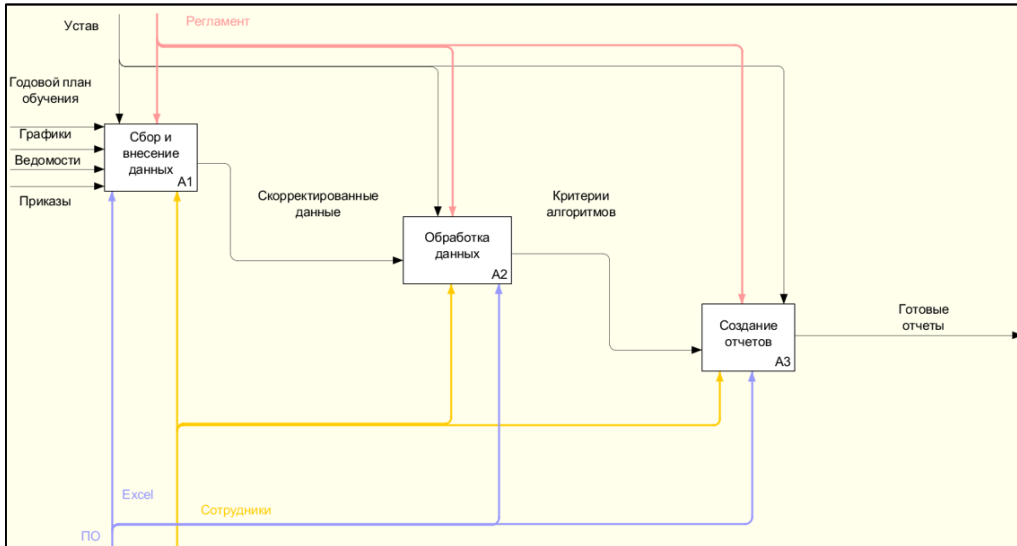 Устав
Регламент
Годовой план
обучения
Графики
Ведомости
Приказы
Сбор и
внесение
данных
A1
Скорректированные
данные
Обработка
данных
A2
Критерии
алгоритмов
Создание
отчетов
A3
Готовые
отчеты
Excel
Сотрудники
ПО